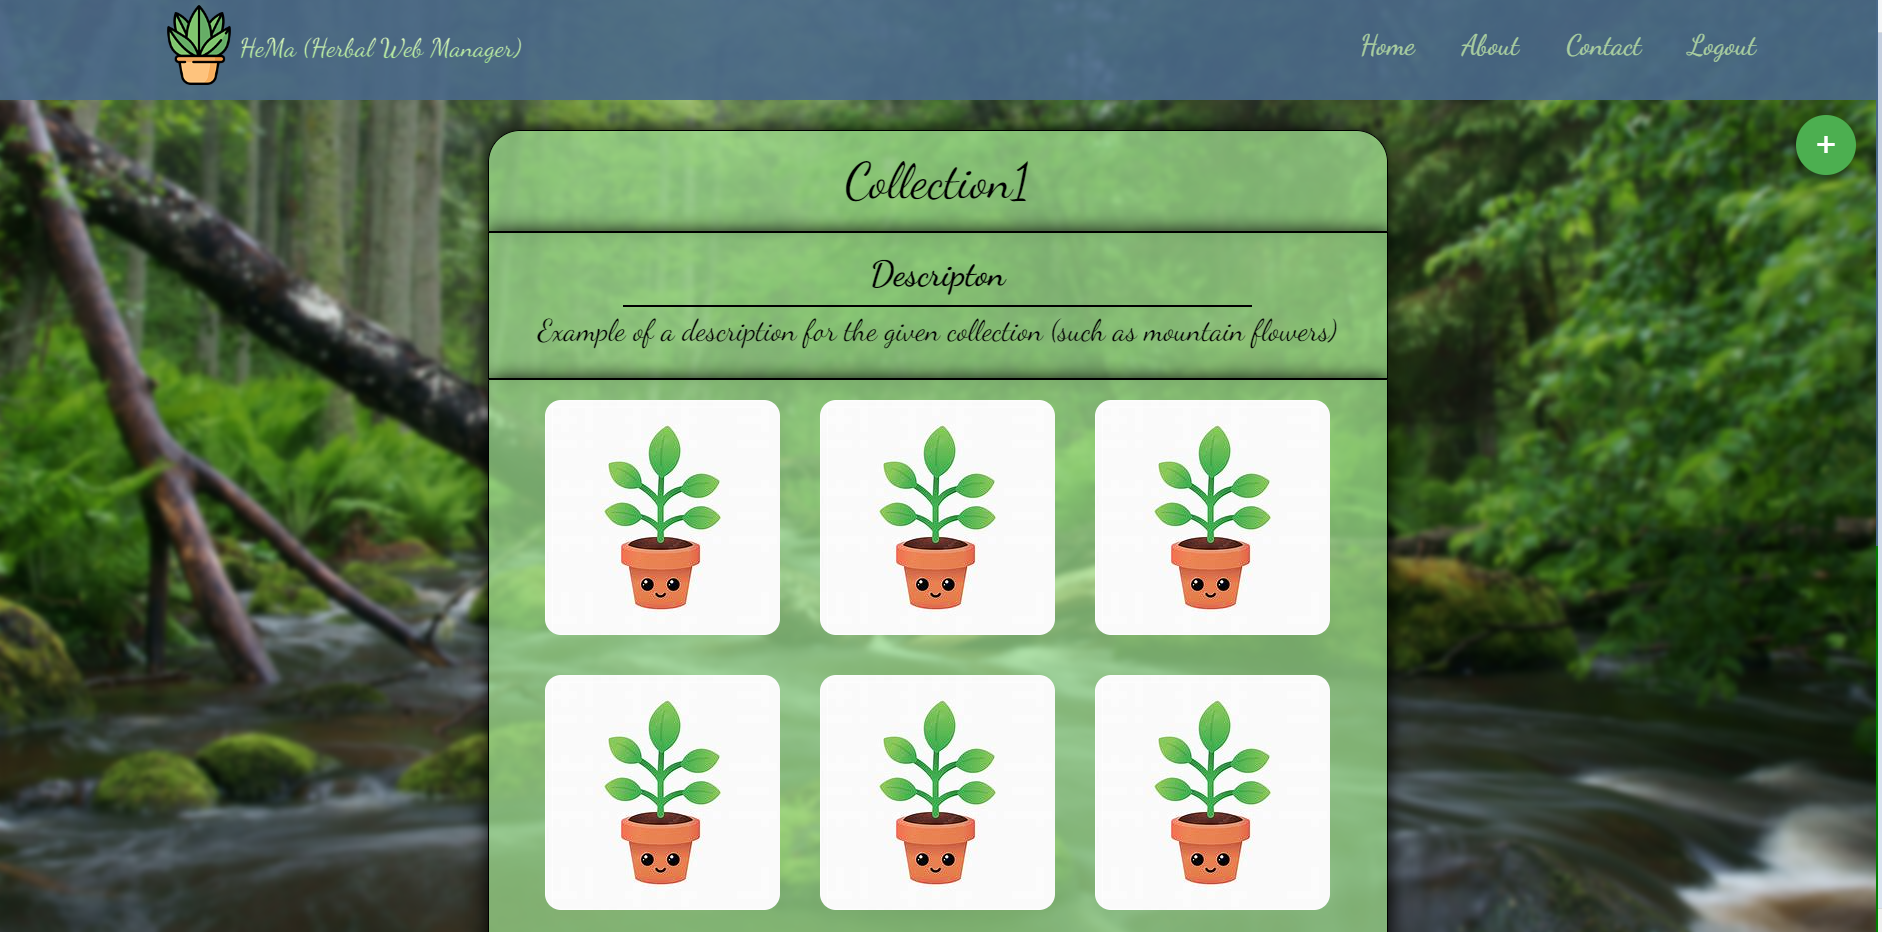 HeMa (Herbal Web Manager)
Home About Contact Logout
+
Collection1
Descripton
Example of a description for the given collection (such as mountain flowers)